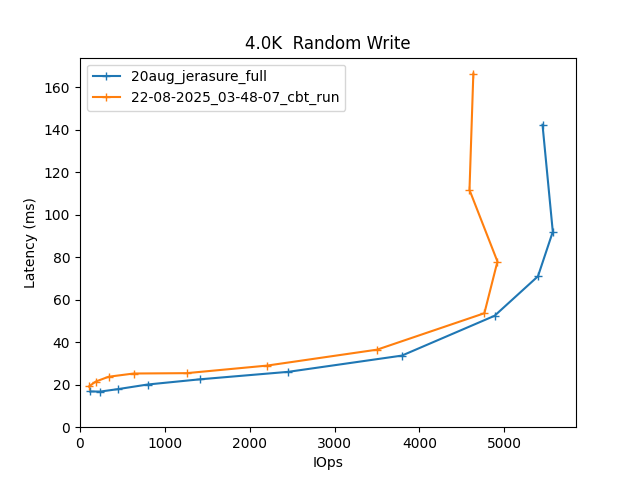 4.0K  Random Write
20aug_jerasure_full
22-08-2025_03-48-07_cbt_run
Latency (ms)
160
140
120
100
80
60
40
20
0
0 1000 2000 3000 4000 5000
IOps